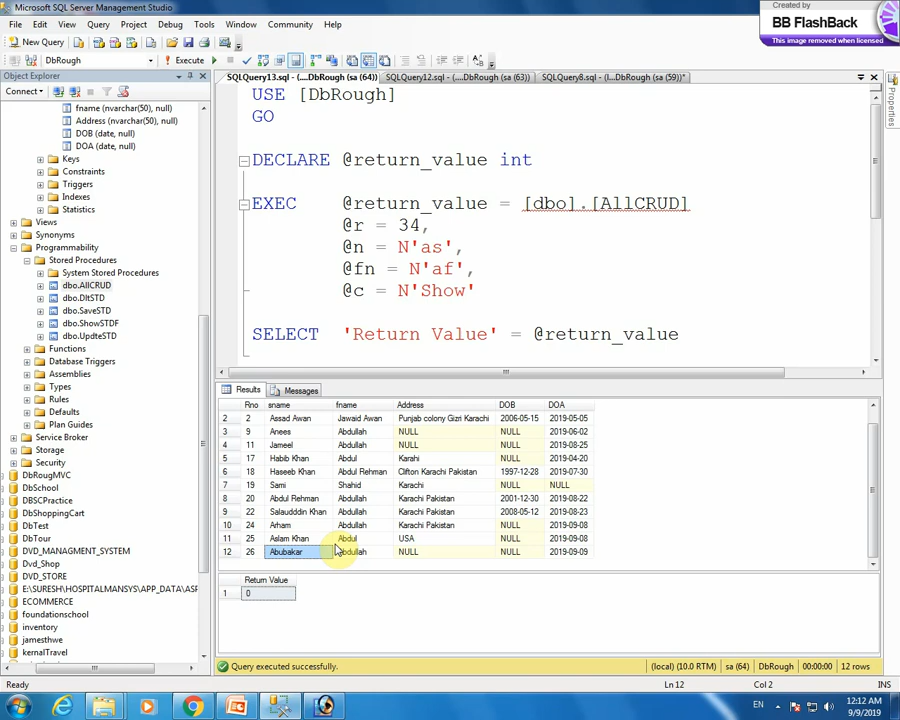 Microsoft SQL Server Management Studio
Created by
BB FlashBack
This image removed when licensed
File Edit View Query Project Debug Tools Window Community Help
New Query
DbRough Execute
Object Explorer
Connect
SQLQuery13.sql - (....DbRough (sa (64)) SQLQuery12.sql - (....DbRough (sa (63)) SQLQuery8.sql - (l...DbRough (sa (59))*
Properties
fname (nvarchar(50), null)
Address (nvarchar(50), null)
DOB (date, null)
DOA (date, null)
Keys
Constraints
Triggers
Indexes
Statistics
Views
Synonyms
Programmability
Stored Procedures
System Stored Procedures
dbo.AllCRUD
dbo.DltSTD
dbo.SaveSTD
dbo.ShowSTDF
dbo.UpdteSTD
Functions
Database Triggers
Assemblies
Types
Rules
Defaults
Plan Guides
Service Broker
Storage
Security
DbRougMVC
DbSchool
DBSCPractice
DbShoppingCart
DbTest
DbTour
DVD_MANAGMENT_SYSTEM
Dvd_Shop
DVD_STORE
E:\SURESH\HOSPITALMANSYS\APP_DATA\ASP
ECOMMERCE
foundationschool
inventory
jamesthwe
kernalTravel
USE [DbRough]
GO
DECLARE @return_value int
EXEC @return_value = [dbo].[AllCRUD]
@r = 34,
@n = N'as',
@fn = N'af',
@c = N'Show'
SELECT 'Return Value' = @return_value
Results Messages
Rno sname fname Address DOB DOA
2 2 Assad Awan Jawaid Awan Punjab colony Gizri Karachi 2006-05-15 2019-05-05
3 9 Anees Abdullah NULL NULL 2019-06-02
4 11 Jameel Abdullah NULL NULL 2019-08-25
5 17 Habib Khan Abdul Karahi NULL 2019-04-20
6 18 Haseeb Khan Abdul Rehman Clifton Karachi Pakistan 1997-12-28 2019-07-30
7 19 Sami Shahid Karachi NULL NULL
8 20 Abdul Rehman Abdullah Karachi Pakistan 2001-12-30 2019-08-22
9 22 Salaudddin Khan Abdullah Karachi Pakistan 2008-05-12 2019-08-23
10 24 Arham Abdullah Karachi Pakistan NULL 2019-09-08
11 25 Aslam Khan Abdul USA NULL 2019-09-08
12 26 Abubakar Abdullah NULL NULL 2019-09-09
Return Value
1 0
Query executed successfully. (local) (10.0 RTM) sa (64) DbRough 00:00:00 12 rows
Ready Ln 12 Col 2 INS
EN 12:12 AM
9/9/2019